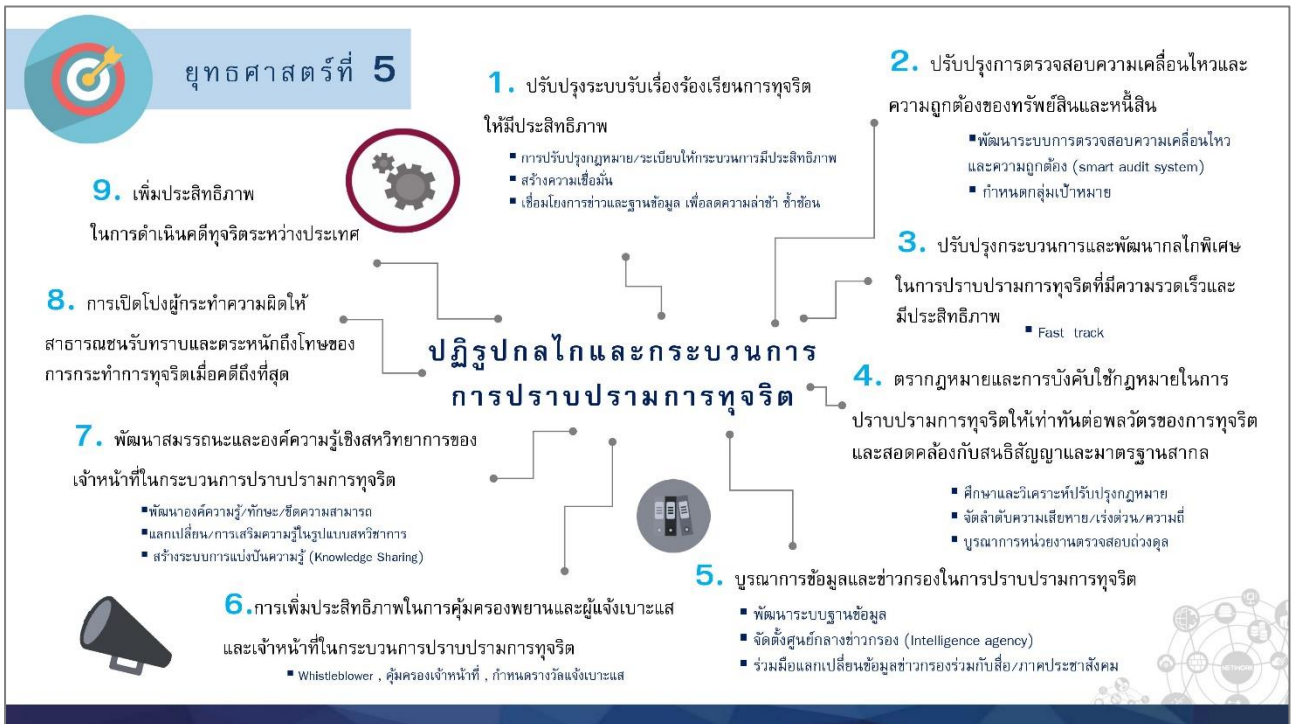 ยุทธศาสตร์ที่ 5
1. ปรับปรุงระบบรับเรื่องร้องเรียนการทุจริต
ให้มีประสิทธิภาพ
▪ การปรับปรุงกฎหมาย/ระเบียบให้กระบวนการมีประสิทธิภาพ
▪ สร้างความเชื่อมั่น
▪ เชื่อมโยงการข่าวและฐานข้อมูล เพื่อลดความล่าช้า ซ้ำซ้อน
2. ปรับปรุงการตรวจสอบความเคลื่อนไหวและ
ความถูกต้องของทรัพย์สินและหนี้สิน
▪พัฒนาระบบการตรวจสอบความเคลื่อนไหว
และความถูกต้อง (smart audit system)
▪ กำหนดกลุ่มเป้าหมาย
3. ปรับปรุงกระบวนการและพัฒนากลไกพิเศษ
ในการปราบปรามการทุจริตที่มีความรวดเร็วและ
มีประสิทธิภาพ
▪ Fast track
ปฏิรูปกลไกและกระบวนการ
การปราบปรามการทุจริต
4. ตรากฎหมายและการบังคับใช้กฎหมายในการ
ปราบปรามการทุจริตให้เท่าทันต่อพลวัตรของการทุจริต
และสอดคล้องกับสนธิสัญญาและมาตรฐานสากล
▪ ศึกษาและวิเคราะห์ปรับปรุงกฎหมาย
▪ จัดลำดับความเสียหาย/เร่งด่วน/ความถี่
▪ บูรณาการหน่วยงานตรวจสอบถ่วงดุล
5. บูรณาการข้อมูลและข่าวกรองในการปราบปรามการทุจริต
▪ พัฒนาระบบฐานข้อมูล
▪ จัดตั้งศูนย์กลางข่าวกรอง (Intelligence agency)
▪ ร่วมมือแลกเปลี่ยนข้อมูลข่าวกรองร่วมกับสื่อ/ภาคประชาสังคม
6.การเพิ่มประสิทธิภาพในการคุ้มครองพยานและผู้แจ้งเบาะแส
และเจ้าหน้าที่ในกระบวนการปราบปรามการทุจริต
▪ Whistleblower , คุ้มครองเจ้าหน้าที่ , กำหนดรางวัลแจ้งเบาะแส
7. พัฒนาสมรรถนะและองค์ความรู้เชิงสหวิทยาการของ
เจ้าหน้าที่ในกระบวนการปราบปรามการทุจริต
▪พัฒนาองค์ความรู้/ทักษะ/ขีดความสามารถ
▪แลกเปลี่ยน/การเสริมความรู้ในรูปแบบสหวิชาการ
▪ สร้างระบบการแบ่งปันความรู้ (Knowledge Sharing)
8. การเปิดโปงผู้กระทำความผิดให้
สาธารณชนรับทราบและตระหนักถึงโทษของ
การกระทำการทุจริตเมื่อคดีถึงที่สุด
9. เพิ่มประสิทธิภาพ
ในการดำเนินคดีทุจริตระหว่างประเทศ
NETWORK